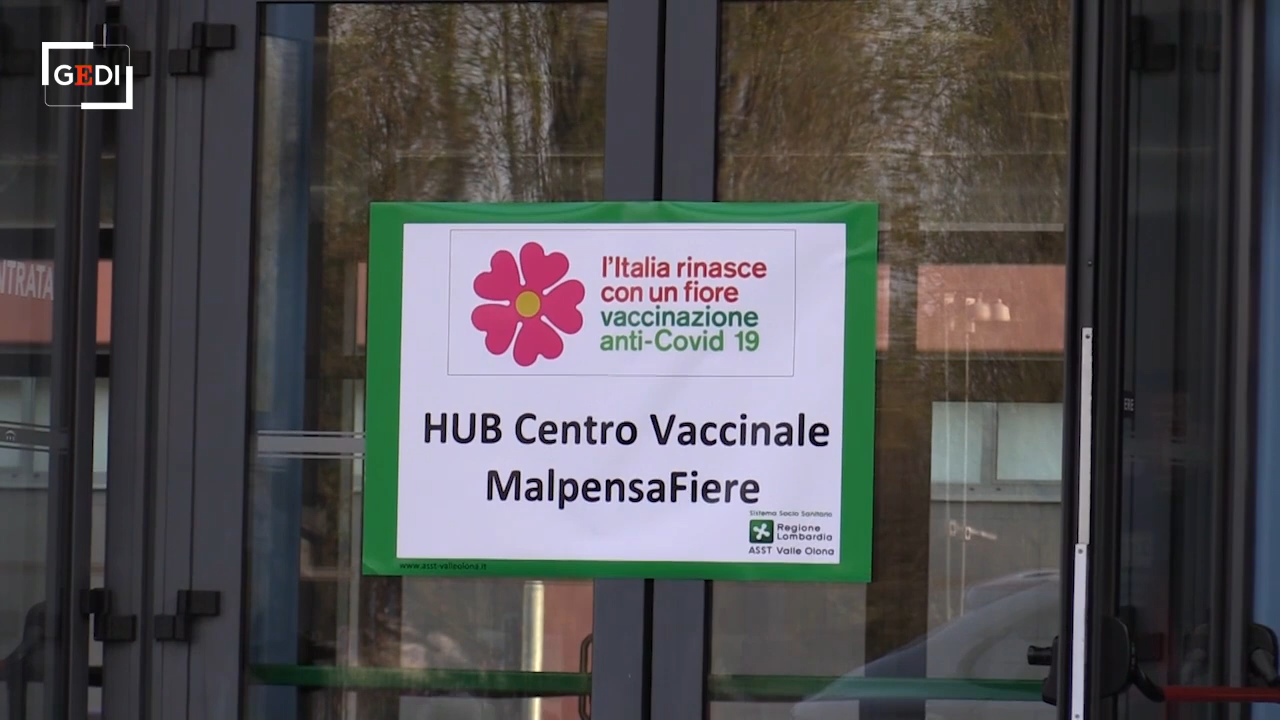 GEDI
NTRATA
l'Italia rinasce
con un fiore
vaccinazione
anti-Covid 19
HUB Centro Vaccinale
MalpensaFiere
Sistema Socio Sanitario
Regione
Lombardia
ASST Valle Olona
www.asst-valleolona.it